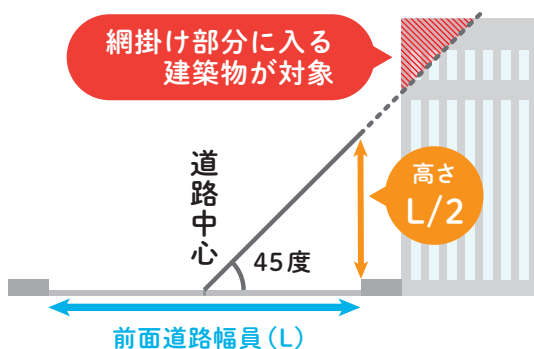 網掛け部分に入る
建築物が対象
道路中心
高さ
L/2
45度
前面道路幅員（L）